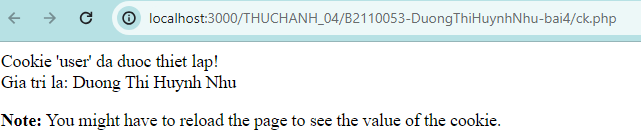 localhost:3000/THUCHANH_04/B2110053-DuongThiHuynhNhu-bai4/ck.php
Cookie 'user' da duoc thiet lap!
Gia tri la: Duong Thi Huynh Nhu
Note: You might have to reload the page to see the value of the cookie.